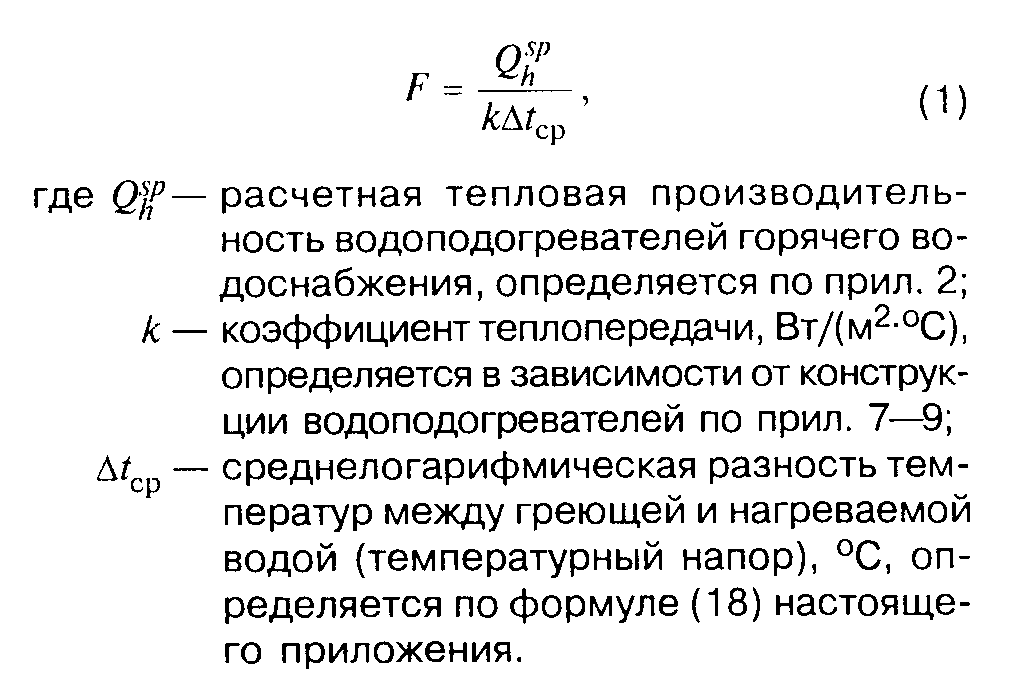 F = Q_h^{sp} / (kΔt_ср) , (1)
где Q_h^{sp} — расчетная тепловая производитель-
ность водоподогревателей горячего во-
доснабжения, определяется по прил. 2;
k — коэффициент теплопередачи, Вт/(м²·°С),
определяется в зависимости от конструк-
ции водоподогревателей по прил. 7—9;
Δt_ср — среднелогарифмическая разность тем-
ператур между греющей и нагреваемой
водой (температурный напор), °С, оп-
ределяется по формуле (18) настояще-
го приложения.